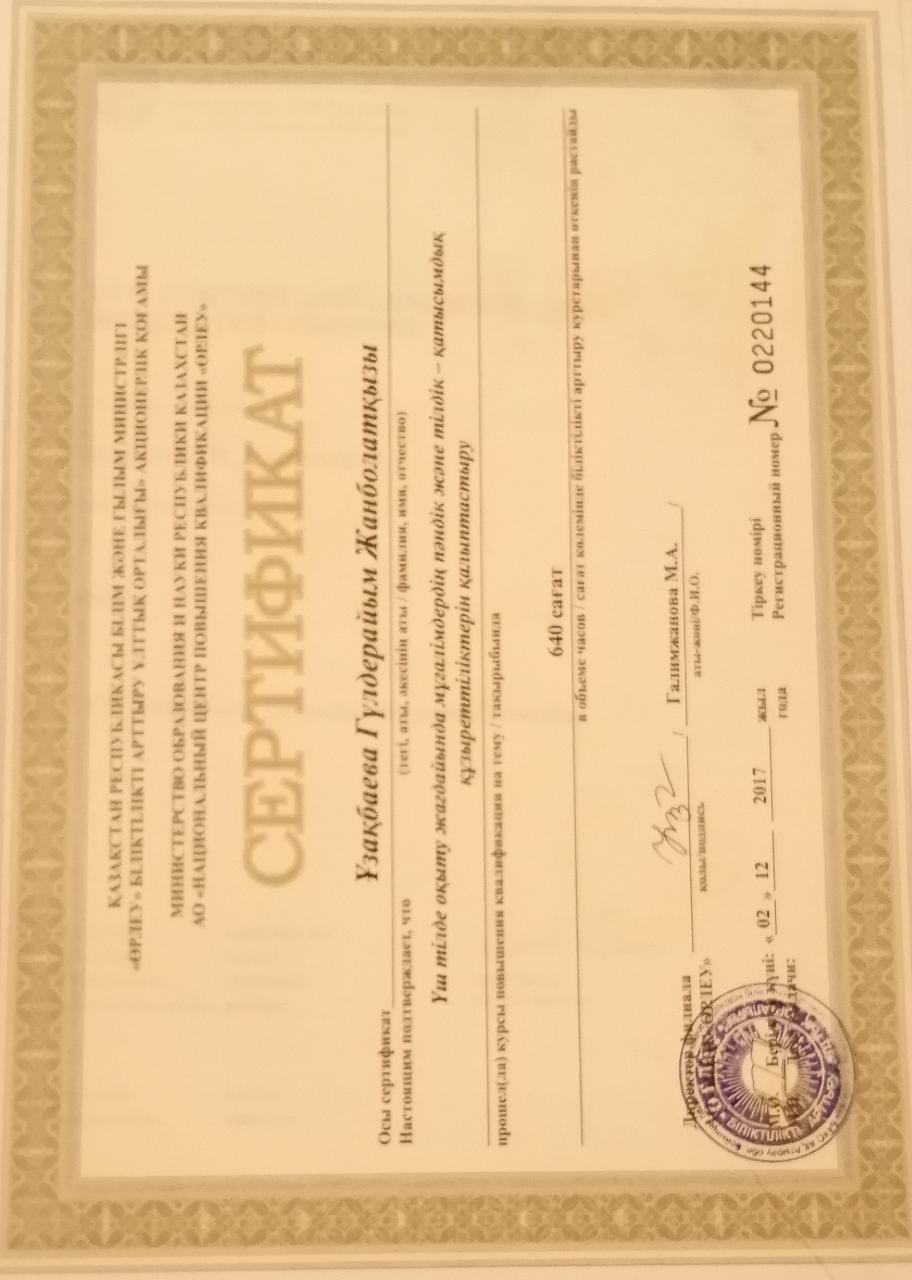 ҚАЗАҚСТАН РЕСПУБЛИКАСЫ БІЛІМ ЖӘНЕ ҒЫЛЫМ МИНИСТРЛІГІ
«ӨРЛЕУ» БІЛІКТІЛІКТІ АРТТЫРУ ҰЛТТЫҚ ОРТАЛЫҒЫ» АКЦИОНЕРЛІК ҚОҒАМЫ
МИНИСТЕРСТВО ОБРАЗОВАНИЯ И НАУКИ РЕСПУБЛИКИ КАЗАХСТАН
АО «НАЦИОНАЛЬНЫЙ ЦЕНТР ПОВЫШЕНИЯ КВАЛИФИКАЦИИ «ӨРЛЕУ»
СЕРТИФИКАТ
Осы сертификат Ұзақбаева Гүлдерайым Жанболатқызы
Настоящим подтверждает, что (тегі, аты, әкесінің аты / фамилия, имя, отчество)
Үш тілде оқыту жағдайында мұғалімдердің пәндік және тілдік – қатысымдық
құзыреттіліктерін қалыптастыру
прошел(ла) курсы повышения квалификации на тему / тақырыбында
640 сағат
в объеме часов / сағат көлемінде біліктілікті арттыру курстарынан өткенін растайды
Директор филиала / Галимжанова М.А. /
ӨРЛЕУ» қолы/подпись аты-жөні/Ф.И.О.
М.О. күні: « 02 » 12 2017 жыл Тіркеу нөмірі
года Регистрационный номер № 0220144
БІЛІКТІЛІКТІ